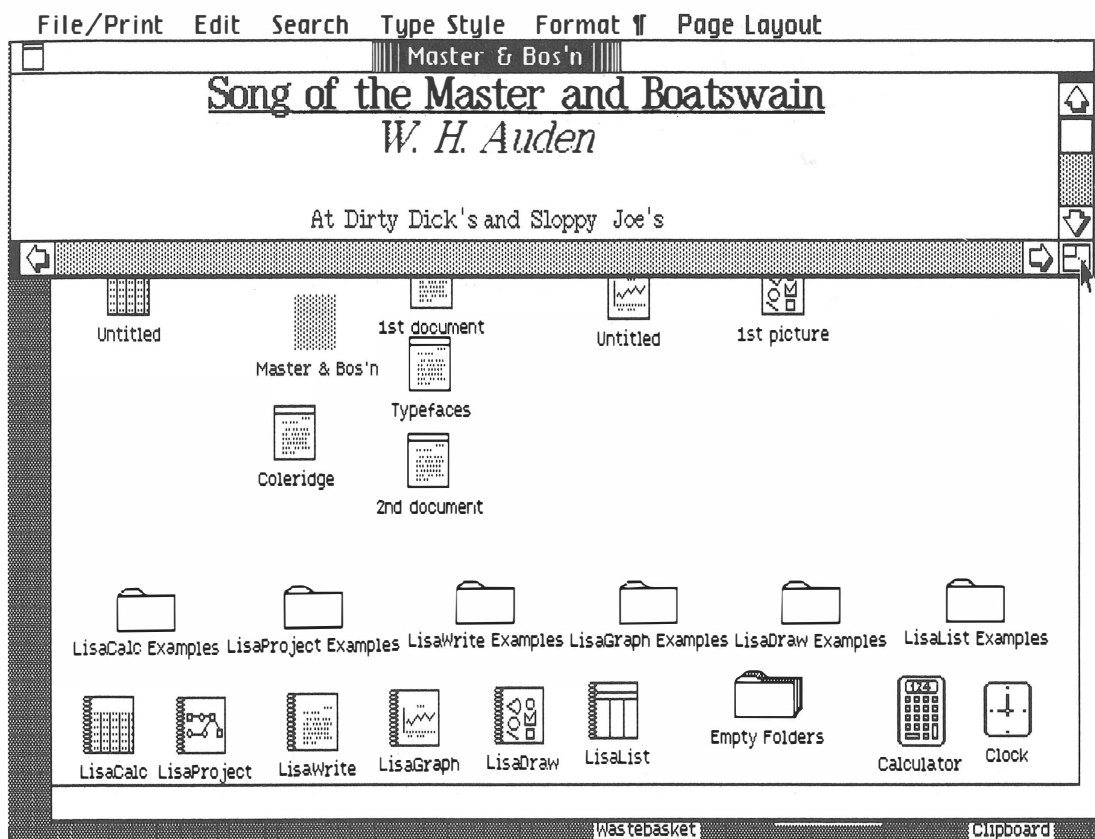 File/Print Edit Search Type Style Format ¶ Page Layout
Master & Bos'n
Song of the Master and Boatswain
W. H. Auden
At Dirty Dick's and Sloppy Joe's
Untitled
1st document
Untitled
1st picture
Master & Bos'n
Typefaces
Coleridge
2nd document
LisaCalc Examples LisaProject Examples LisaWrite Examples LisaGraph Examples LisaDraw Examples LisaList Examples
124
LisaCalc LisaProject LisaWrite LisaGraph LisaDraw LisaList Empty Folders Calculator Clock
Wastebasket Clipboard